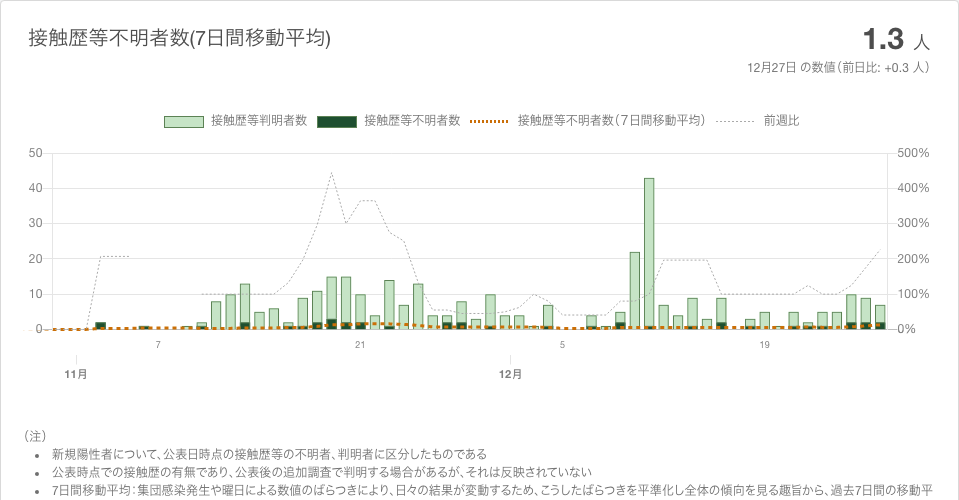 接触歴等不明者数(7日間移動平均)
1.3 人
12月27日 の数値（前日比: +0.3 人）
接触歴等判明者数 接触歴等不明者数 接触歴等不明者数（7日間移動平均） 前週比
50 500%
40 400%
30 300%
20 200%
10 100%
0 0%
7 21 5 19
11月 12月
（注）
• 新規陽性者について、公表日時点の接触歴等の不明者、判明者に区分したものである
• 公表時点での接触歴の有無であり、公表後の追加調査で判明する場合があるが、それは反映されていない
• 7日間移動平均：集団感染発生や曜日による数値のばらつきにより、日々の結果が変動するため、こうしたばらつきを平準化し全体の傾向を見る趣旨から、過去7日間の移動平